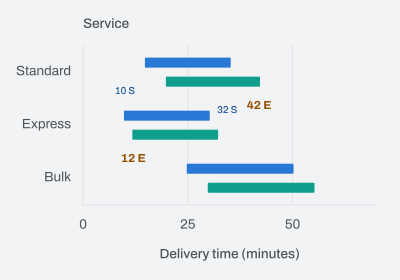 Service
Standard
10 S
42 E
32 S
Express
12 E
Bulk
0 25 50
Delivery time (minutes)